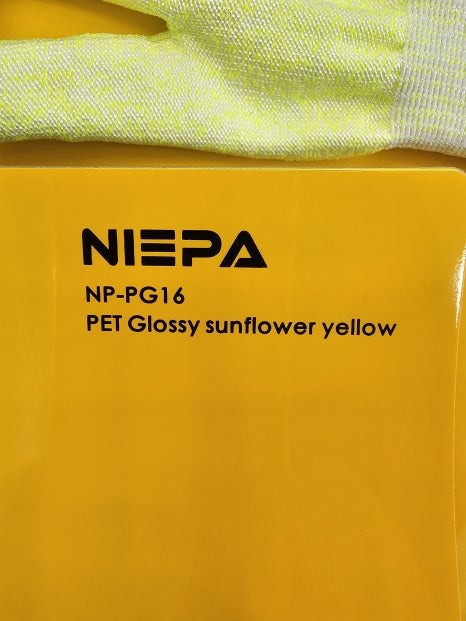 NIEPA
NP-PG16
PET Glossy sunflower yellow